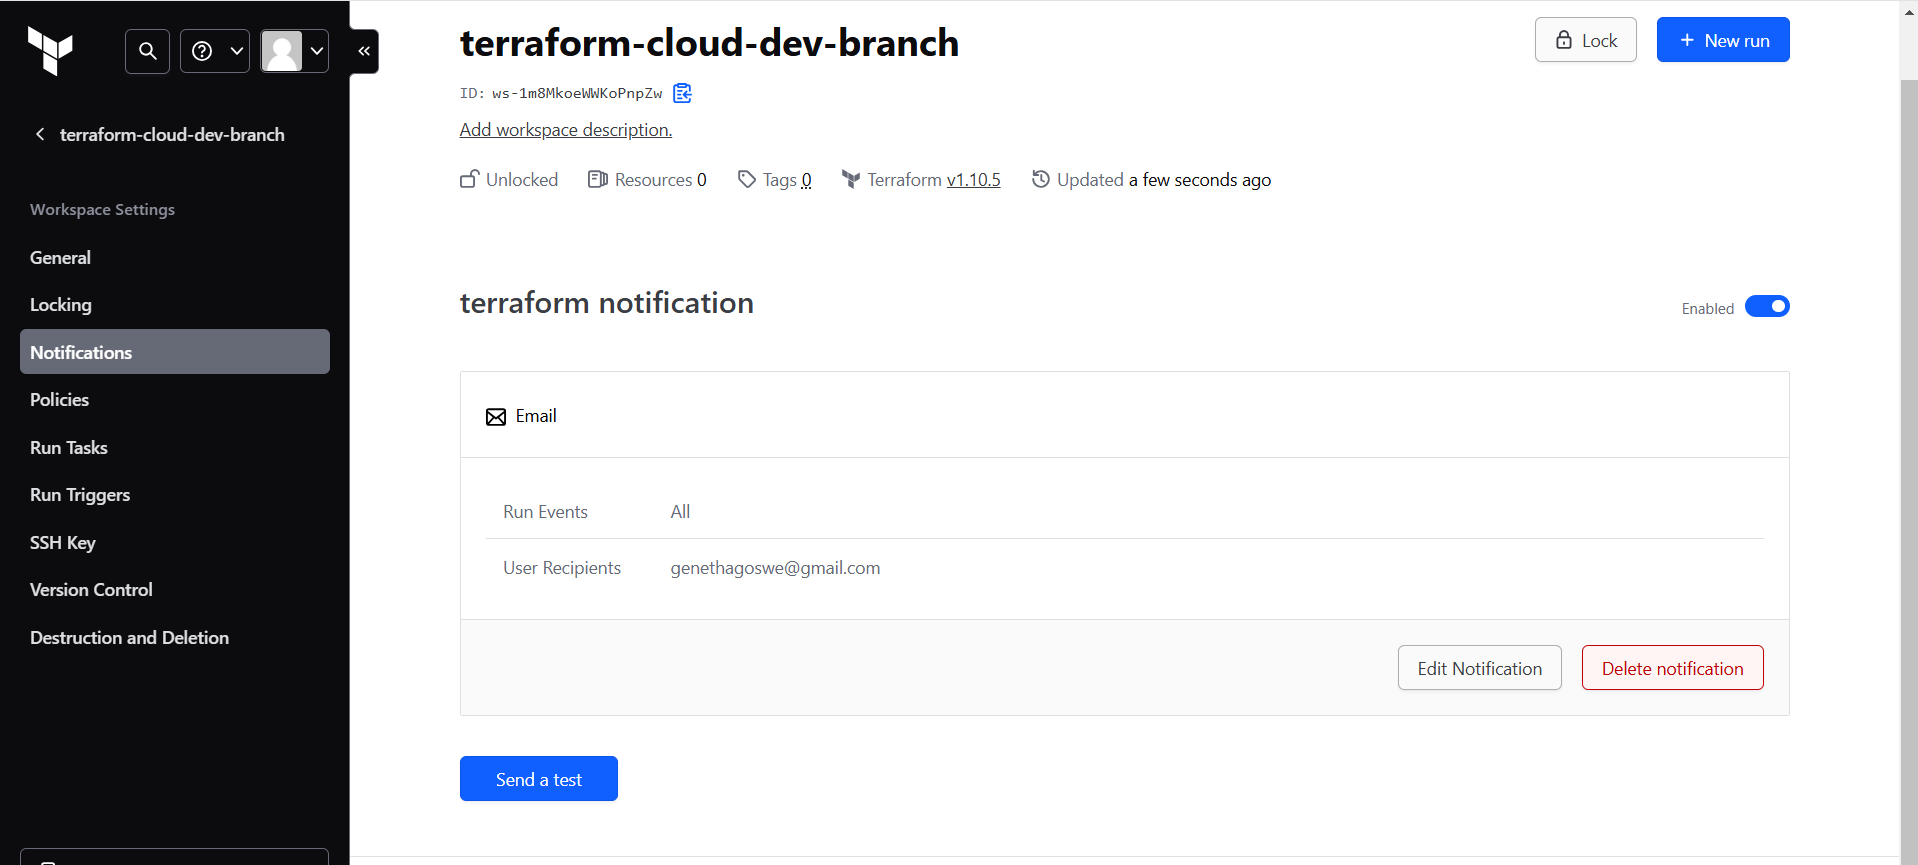 terraform-cloud-dev-branch
Workspace Settings
General
Locking
Notifications
Policies
Run Tasks
Run Triggers
SSH Key
Version Control
Destruction and Deletion
terraform-cloud-dev-branch
Lock
+ New run
ID: ws-1m8MkoeWWKoPnpZw
Add workspace description.
Unlocked Resources 0 Tags 0 Terraform v1.10.5 Updated a few seconds ago
terraform notification
Enabled
Email
Run Events All
User Recipients genethagoswe@gmail.com
Edit Notification Delete notification
Send a test